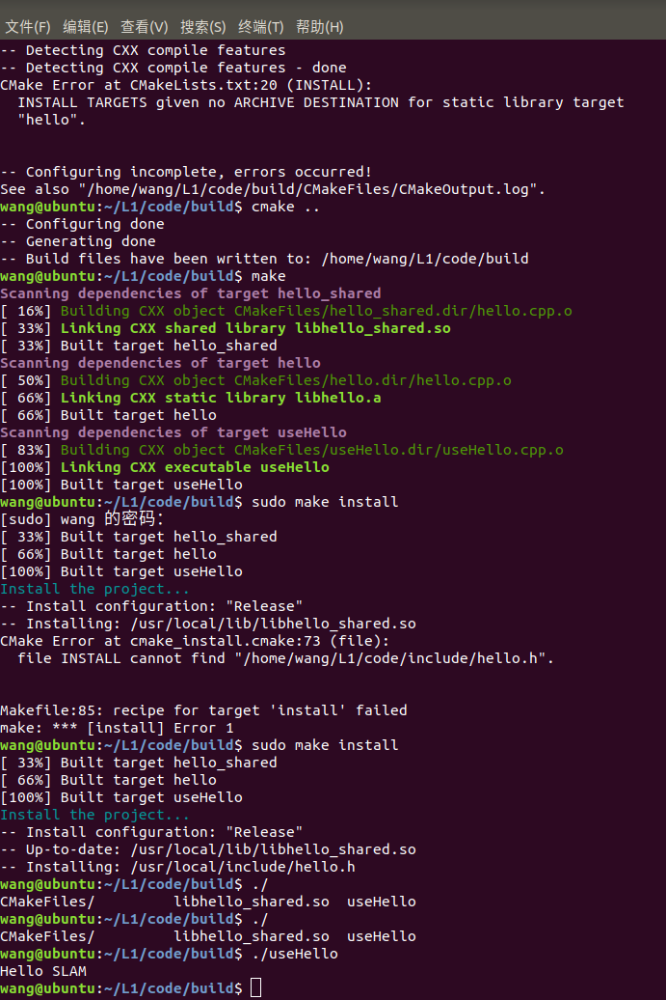 文件(F) 编辑(E) 查看(V) 搜索(S) 终端(T) 帮助(H)
-- Detecting CXX compile features
-- Detecting CXX compile features - done
CMake Error at CMakeLists.txt:20 (INSTALL):
  INSTALL TARGETS given no ARCHIVE DESTINATION for static library target
  "hello".
-- Configuring incomplete, errors occurred!
See also "/home/wang/L1/code/build/CMakeFiles/CMakeOutput.log".
wang@ubuntu:~/L1/code/build$ cmake ..
-- Configuring done
-- Generating done
-- Build files have been written to: /home/wang/L1/code/build
wang@ubuntu:~/L1/code/build$ make
Scanning dependencies of target hello_shared
[ 16%] Building CXX object CMakeFiles/hello_shared.dir/hello.cpp.o
[ 33%] Linking CXX shared library libhello_shared.so
[ 33%] Built target hello_shared
Scanning dependencies of target hello
[ 50%] Building CXX object CMakeFiles/hello.dir/hello.cpp.o
[ 66%] Linking CXX static library libhello.a
[ 66%] Built target hello
Scanning dependencies of target useHello
[ 83%] Building CXX object CMakeFiles/useHello.dir/useHello.cpp.o
[100%] Linking CXX executable useHello
[100%] Built target useHello
wang@ubuntu:~/L1/code/build$ sudo make install
[sudo] wang 的密码：
[ 33%] Built target hello_shared
[ 66%] Built target hello
[100%] Built target useHello
Install the project...
-- Install configuration: "Release"
-- Installing: /usr/local/lib/libhello_shared.so
CMake Error at cmake_install.cmake:73 (file):
  file INSTALL cannot find "/home/wang/L1/code/include/hello.h".
Makefile:85: recipe for target 'install' failed
make: *** [install] Error 1
wang@ubuntu:~/L1/code/build$ sudo make install
[ 33%] Built target hello_shared
[ 66%] Built target hello
[100%] Built target useHello
Install the project...
-- Install configuration: "Release"
-- Up-to-date: /usr/local/lib/libhello_shared.so
-- Installing: /usr/local/include/hello.h
wang@ubuntu:~/L1/code/build$ ./
CMakeFiles/         libhello_shared.so  useHello
wang@ubuntu:~/L1/code/build$ ./
CMakeFiles/         libhello_shared.so  useHello
wang@ubuntu:~/L1/code/build$ ./useHello
Hello SLAM
wang@ubuntu:~/L1/code/build$